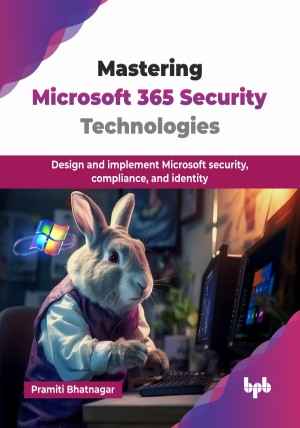 Mastering
Microsoft 365 Security
Technologies
Design and implement Microsoft security,
compliance, and identity
Pramiti Bhatnagar
bpb